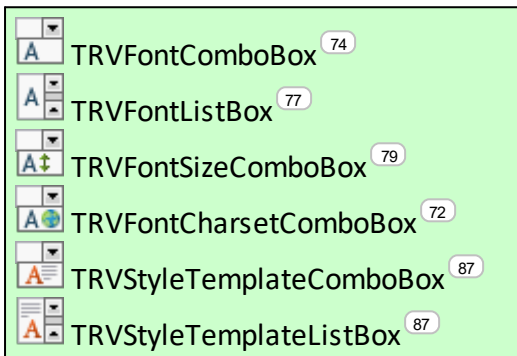 TRVFontComboBox 74
TRVFontListBox 77
TRVFontSizeComboBox 79
TRVFontCharsetComboBox 72
TRVStyleTemplateComboBox 87
TRVStyleTemplateListBox 87